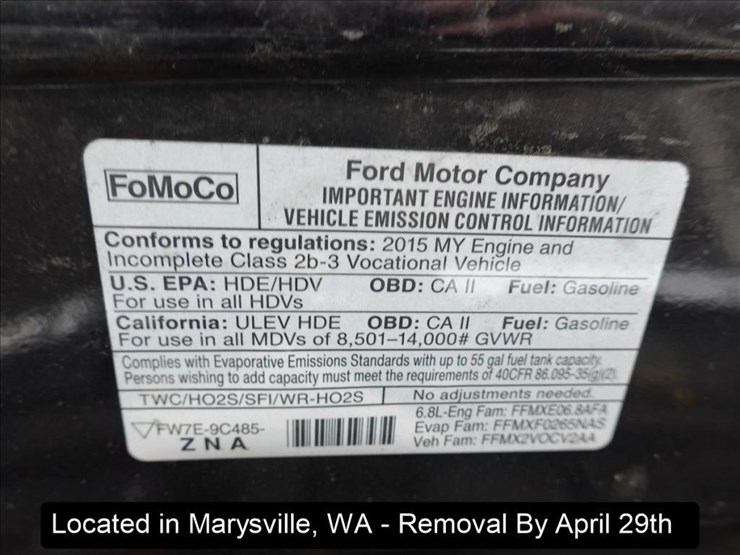 FoMoCo
Ford Motor Company
IMPORTANT ENGINE INFORMATION/
VEHICLE EMISSION CONTROL INFORMATION
Conforms to regulations: 2015 MY Engine and
Incomplete Class 2b-3 Vocational Vehicle
U.S. EPA: HDE/HDV OBD: CA II Fuel: Gasoline
For use in all HDVs
California: ULEV HDE OBD: CA II Fuel: Gasoline
For use in all MDVs of 8,501-14,000# GVWR
Complies with Evaporative Emissions Standards with up to 55 gal fuel tank capacity.
Persons wishing to add capacity must meet the requirements of 40CFR 86.095-35(g)(2).
TWC/HO2S/SFI/WR-HO2S No adjustments needed.
FW7E-9C485-
Z N A
6.8L-Eng Fam: FFMXE06.8AFA
Evap Fam: FFMXF0265NAS
Veh Fam: FFMX2VOCV2AA
Located in Marysville, WA - Removal By April 29th